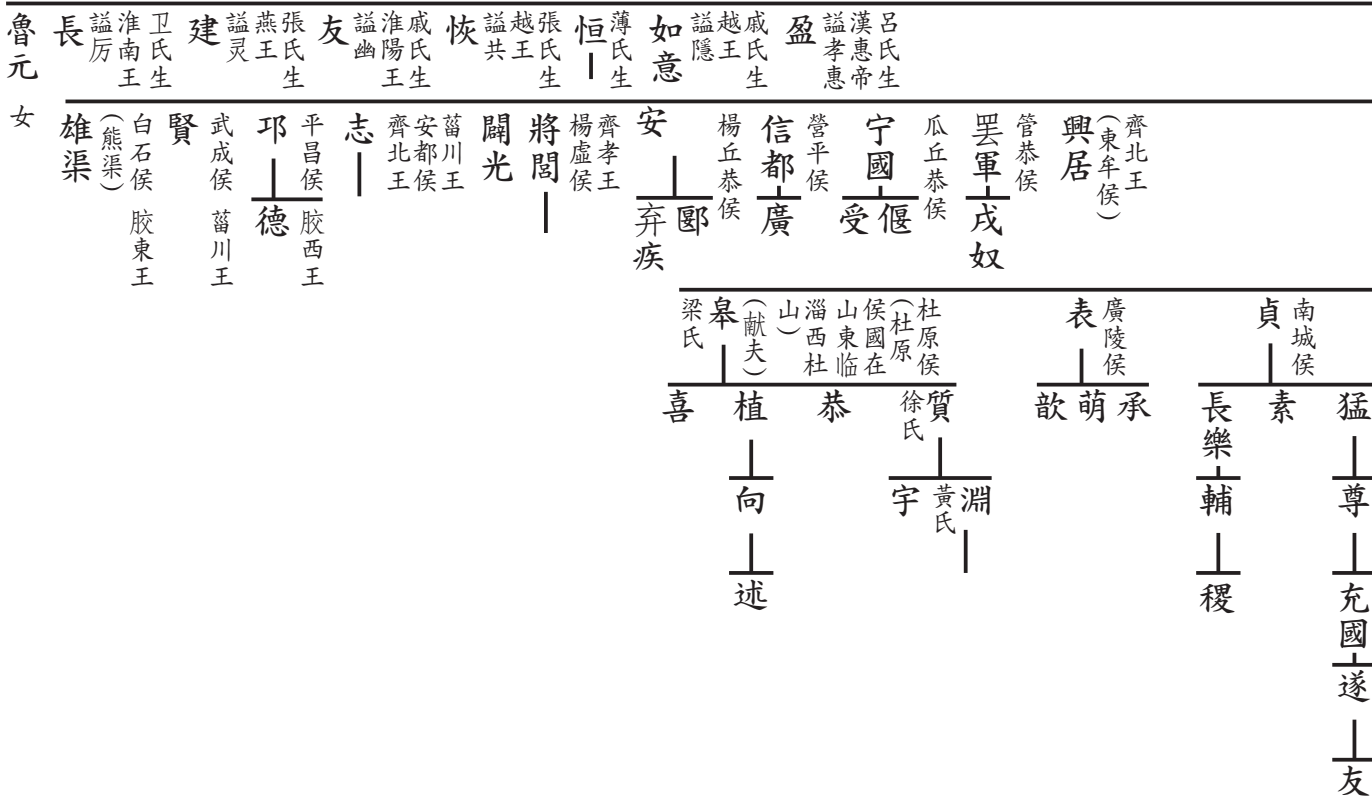 盈
呂氏生
漢惠帝
謚孝惠
如意
戚氏生
越王
謚隱
恒
薄氏生
恢
張氏生
越王
謚共
友
戚氏生
淮陽王
謚幽
建
張氏生
燕王
謚灵
長
卫氏生
淮南王
謚厉
魯元
女
齊北王
(東牟侯)
興居
管恭侯
罢軍
戌奴
瓜丘恭侯
宁國
偃
受
營平侯
信都
廣
楊丘恭侯
安
郾
弃疾
齊孝王
楊虛侯
將閭
闢光
菑川王
安都侯
齊北王
志
平昌侯
胶西王
邛
德
武成侯
菑川王
賢
白石侯
胶東王
(熊渠)
雄渠
南城侯
貞
猛
素
長樂
尊
充國
遂
友
輔
稷
廣陵侯
表
承
萌
歆
杜原侯
(杜原
侯國在
山東临
淄西杜
山)
(献夫)
皋
梁氏
質
徐氏
恭
植
喜
淵
黃氏
宇
向
述